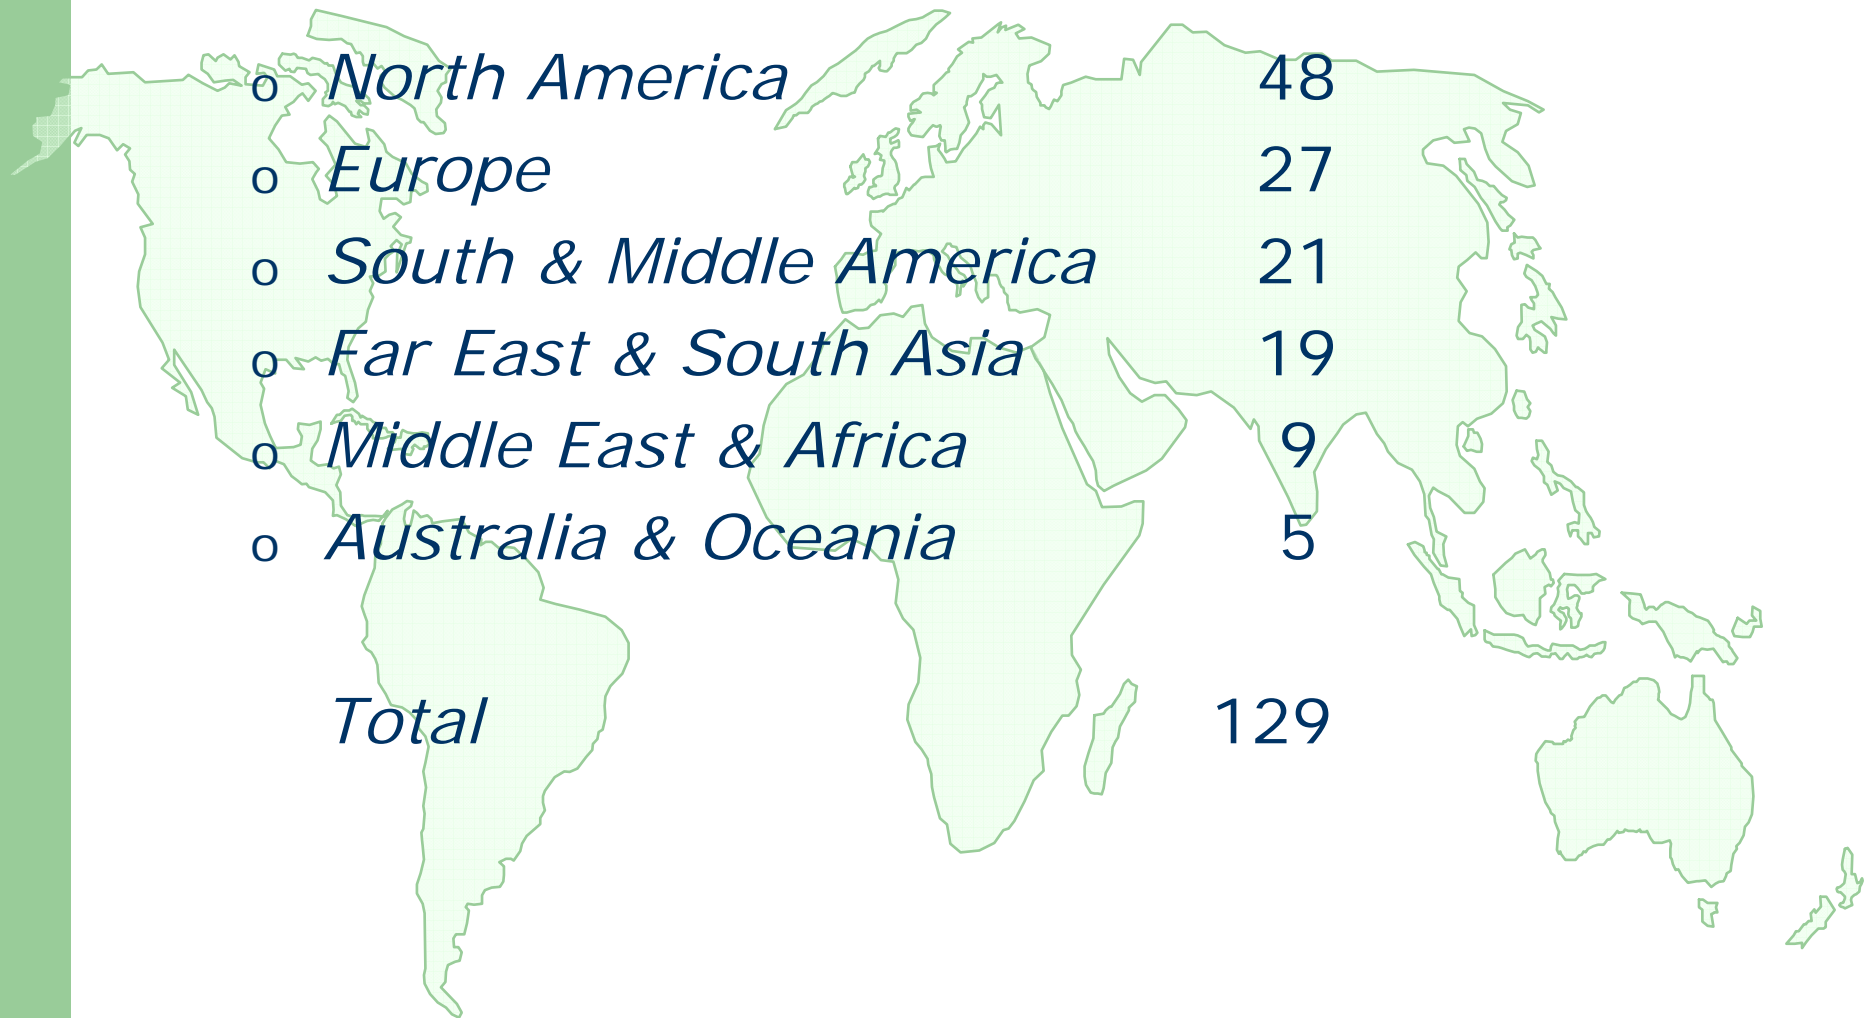 o North America 48
o Europe 27
o South & Middle America 21
o Far East & South Asia 19
o Middle East & Africa 9
o Australia & Oceania 5
Total 129